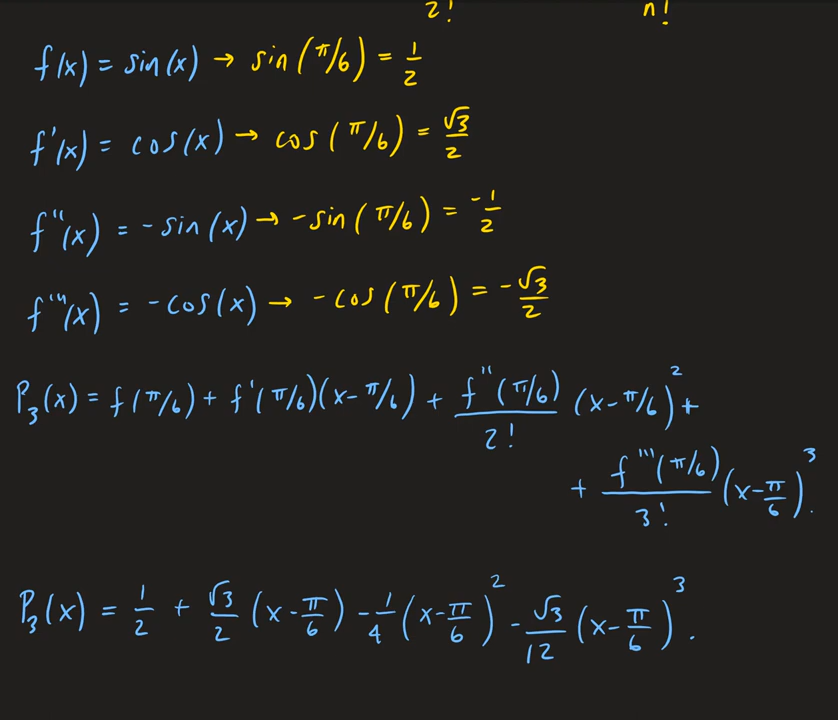 2! n!
f(x) = sin(x) → sin(π/6) = 1/2
f'(x) = cos(x) → cos(π/6) = √3/2
f''(x) = -sin(x) → -sin(π/6) = -1/2
f'''(x) = -cos(x) → -cos(π/6) = -√3/2
P₃(x) = f(π/6) + f'(π/6)(x-π/6) + f''(π/6)/2! (x-π/6)² +
+ f'''(π/6)/3! (x-π/6)³.
P₃(x) = 1/2 + √3/2 (x-π/6) - 1/4 (x-π/6)² - √3/12 (x-π/6)³.